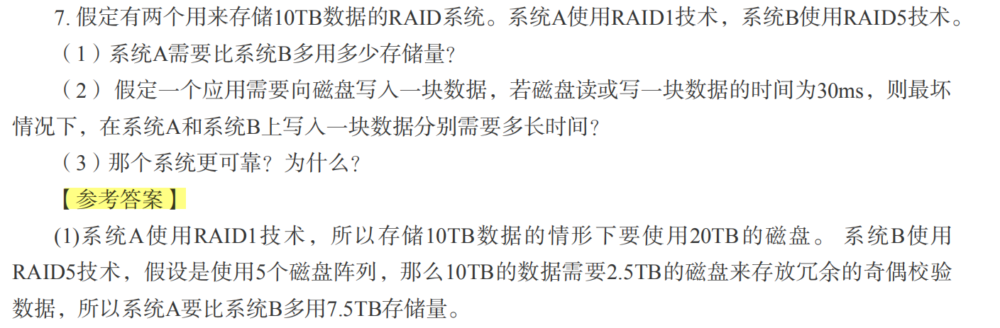 7. 假定有两个用来存储10TB数据的RAID系统。系统A使用RAID1技术，系统B使用RAID5技术。
（1）系统A需要比系统B多用多少存储量？
（2） 假定一个应用需要向磁盘写入一块数据，若磁盘读或写一块数据的时间为30ms，则最坏
情况下，在系统A和系统B上写入一块数据分别需要多长时间？
（3）那个系统更可靠？为什么？
【参考答案】
(1)系统A使用RAID1技术，所以存储10TB数据的情形下要使用20TB的磁盘。 系统B使用
RAID5技术，假设是使用5个磁盘阵列，那么10TB的数据需要2.5TB的磁盘来存放冗余的奇偶校验
数据，所以系统A要比系统B多用7.5TB存储量。